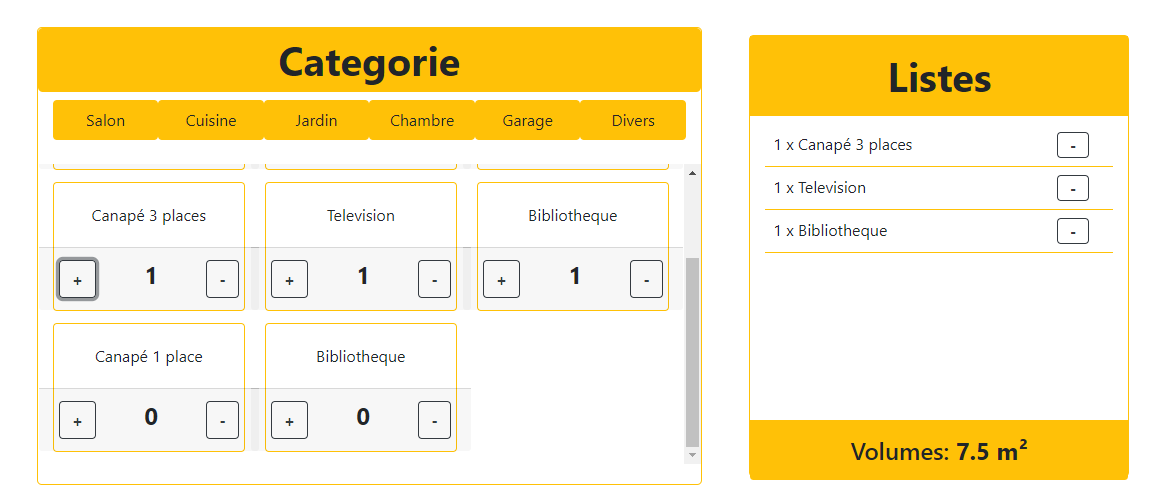 Categorie
Salon Cuisine Jardin Chambre Garage Divers
Canapé 3 places Television Bibliotheque
+ 1 - + 1 - + 1 -
Canapé 1 place Bibliotheque
+ 0 - + 0 -
Listes
1 x Canapé 3 places -
1 x Television -
1 x Bibliotheque -
Volumes: 7.5 m²